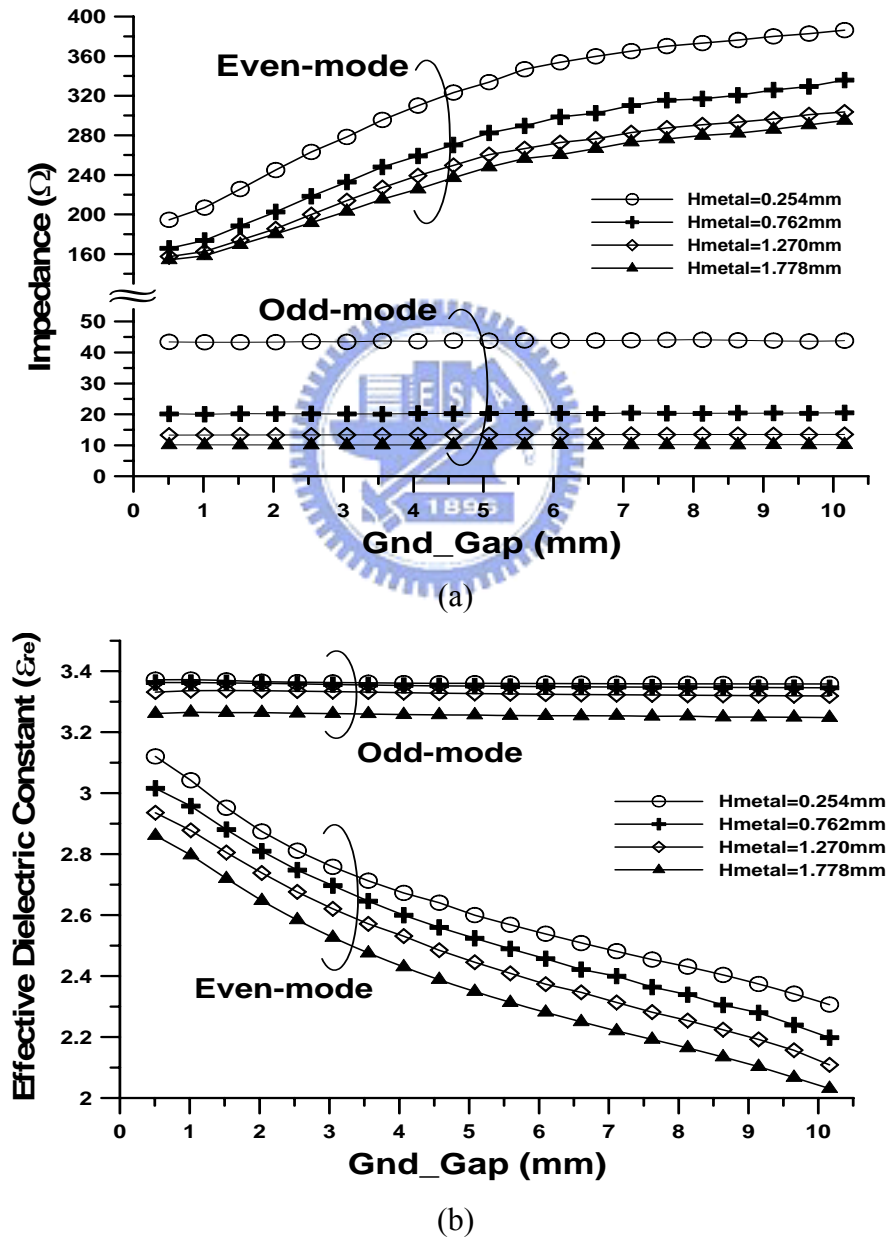 400
360
320
280
240
200
160
50
40
30
20
10
0
Impedance (Ω)
Even-mode
Odd-mode
Hmetal=0.254mm
Hmetal=0.762mm
Hmetal=1.270mm
Hmetal=1.778mm
E S A
1896
0 1 2 3 4 5 6 7 8 9 10
Gnd_Gap (mm)
(a)
3.4
3.2
3
2.8
2.6
2.4
2.2
2
Effective Dielectric Constant (εre)
Odd-mode
Even-mode
Hmetal=0.254mm
Hmetal=0.762mm
Hmetal=1.270mm
Hmetal=1.778mm
0 1 2 3 4 5 6 7 8 9 10
Gnd_Gap (mm)
(b)